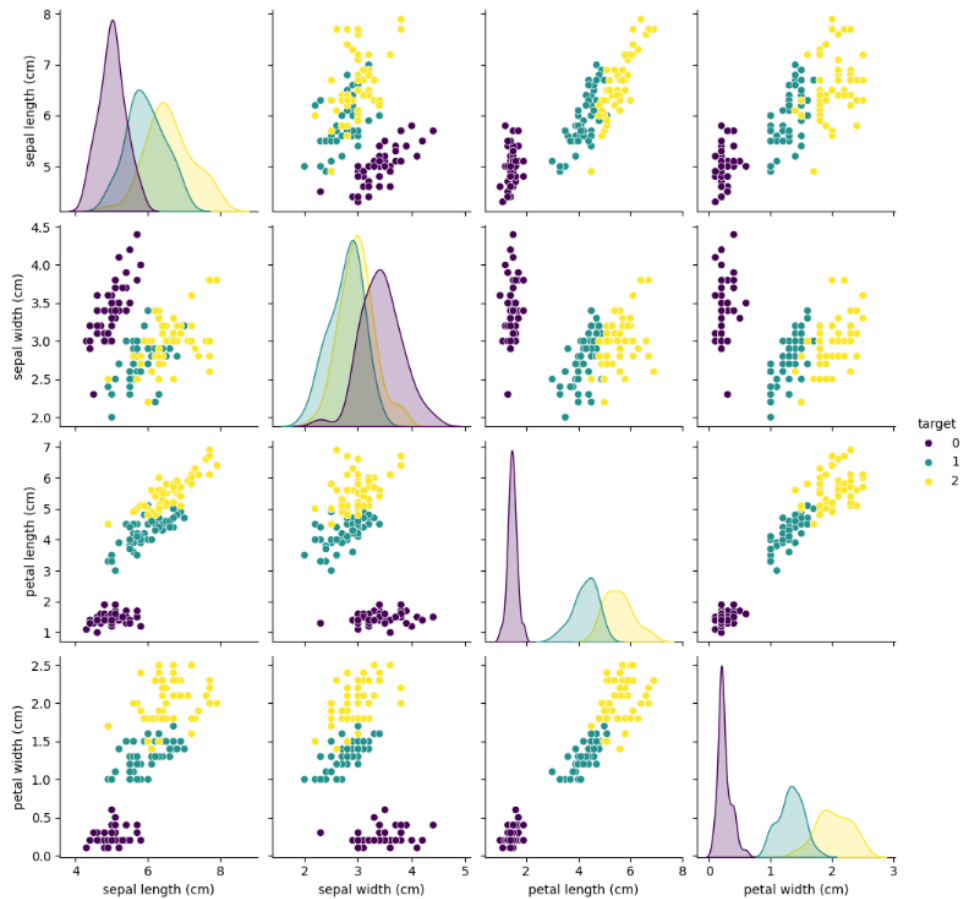 sepal length (cm)
8
7
6
5
sepal width (cm)
4.5
4.0
3.5
3.0
2.5
2.0
target
0
1
2
petal length (cm)
7
6
5
4
3
2
1
petal width (cm)
2.5
2.0
1.5
1.0
0.5
0.0
4 6 8
sepal length (cm)
2 3 4 5
sepal width (cm)
2 4 6 8
petal length (cm)
0 1 2 3
petal width (cm)